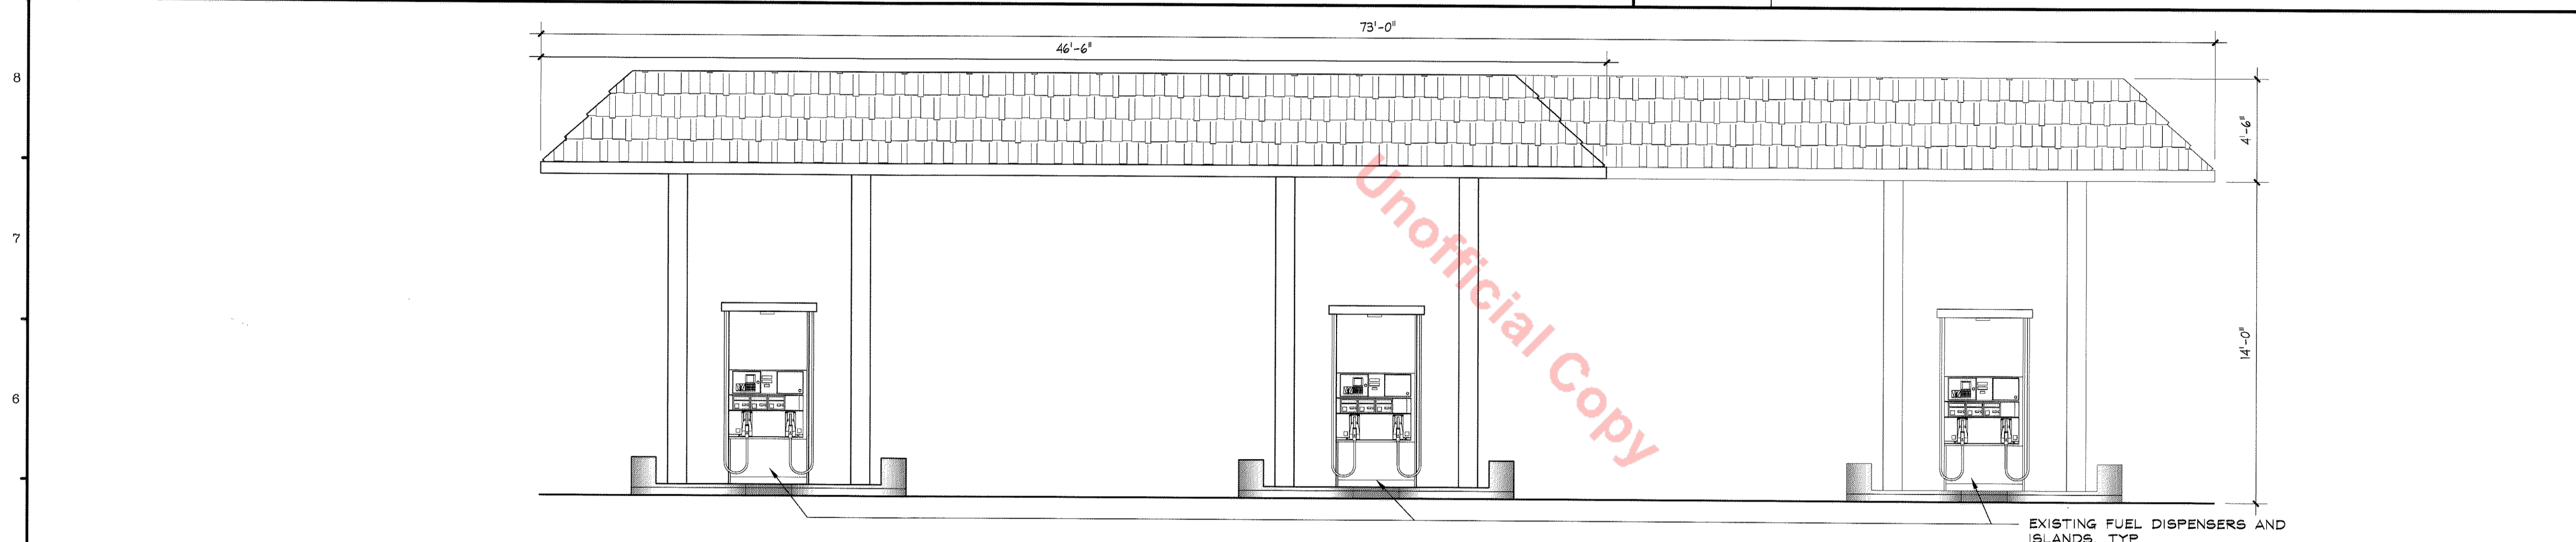 73'-0"
46'-6"
8
4'-6"
7
14'-0"
6
Unofficial Copy
EXISTING FUEL DISPENSERS AND
ISLANDS, TYP